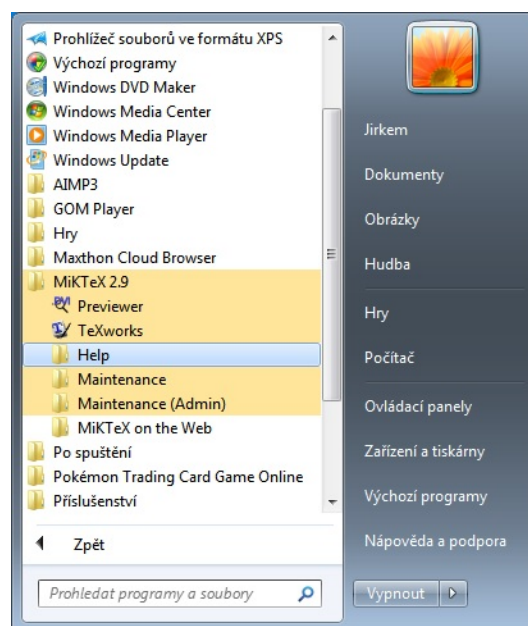 Prohlížeč souborů ve formátu XPS
Výchozí programy
Windows DVD Maker
Windows Media Center
Windows Media Player
Windows Update
AIMP3
GOM Player
Hry
Maxthon Cloud Browser
MiKTeX 2.9
Previewer
TeXworks
Help
Maintenance
Maintenance (Admin)
MiKTeX on the Web
Po spuštění
Pokémon Trading Card Game Online
Příslušenství
Zpět
Prohledat programy a soubory
Jirkem
Dokumenty
Obrázky
Hudba
Hry
Počítač
Ovládací panely
Zařízení a tiskárny
Výchozí programy
Nápověda a podpora
Vypnout